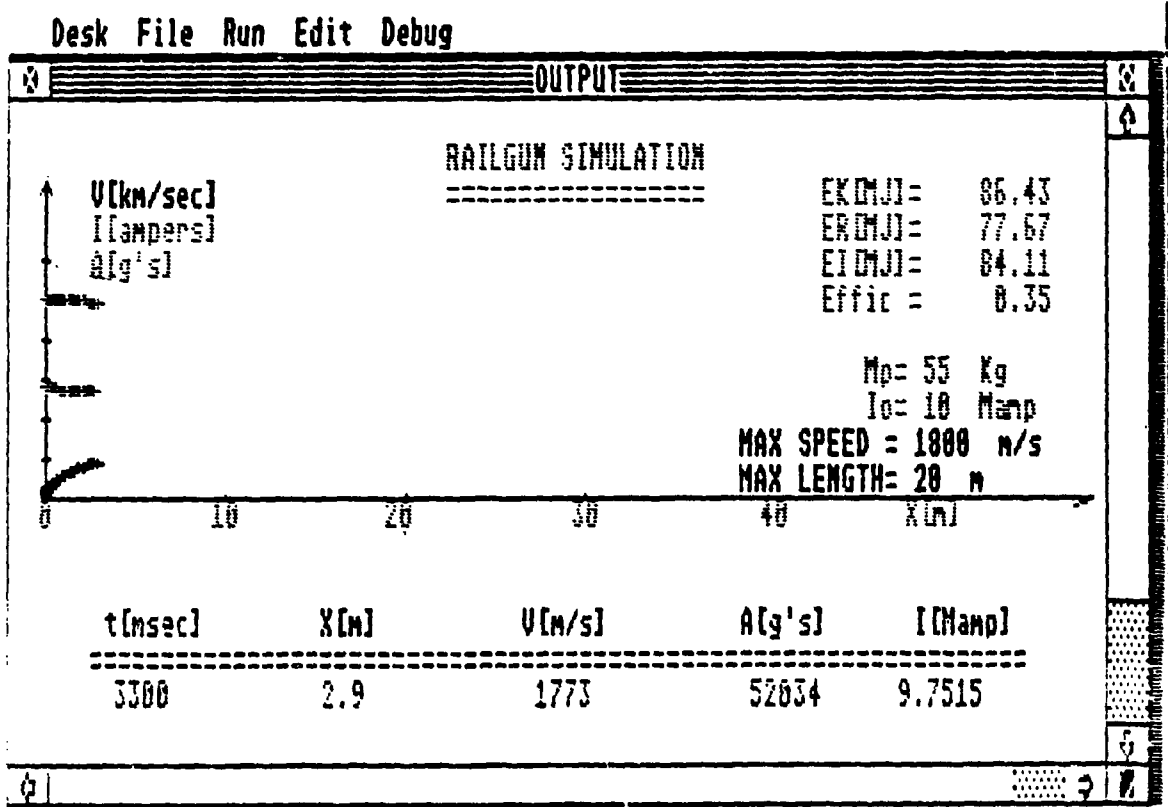 Desk File Run Edit Debug
OUTPUT
RAILGUN SIMULATION
V[km/sec]
I[ampers]
A[g's]
EK[MJ]= 86.43
ER[MJ]= 77.67
EI[MJ]= 84.11
Effic = 0.35
Mp= 55 Kg
Io= 10 Mamp
MAX SPEED = 1800 m/s
MAX LENGTH= 20 m
0 10 20 30 40 X[m]
t[msec] X[m] V[m/s] A[g's] I[Mamp]
3300 2.9 1773 52034 9.7515